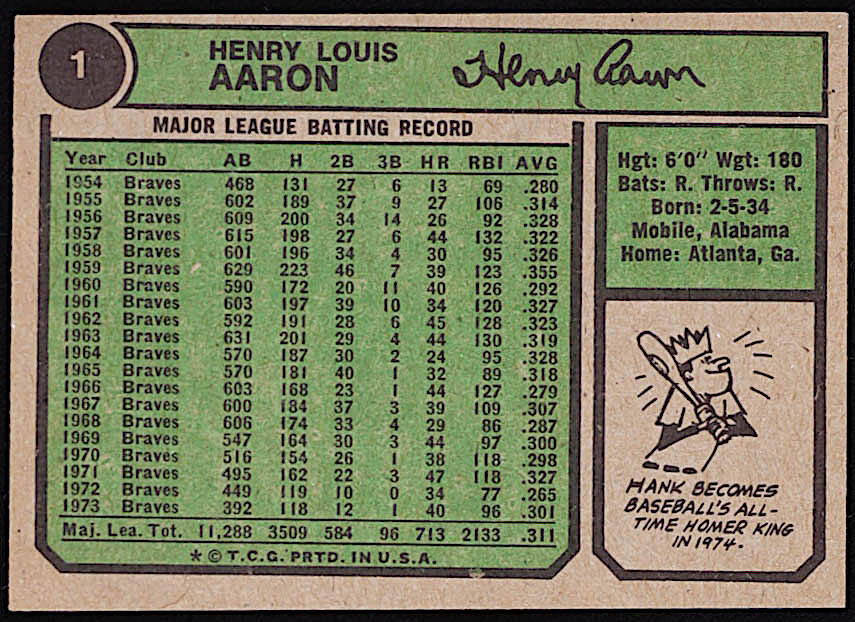 1
HENRY LOUIS
AARON
Henry Aaron
MAJOR LEAGUE BATTING RECORD
Year Club AB H 2B 3B HR RBI AVG
1954 Braves 468 131 27 6 13 69 .280
1955 Braves 602 189 37 9 27 106 .314
1956 Braves 609 200 34 14 26 92 .328
1957 Braves 615 198 27 6 44 132 .322
1958 Braves 601 196 34 4 30 95 .326
1959 Braves 629 223 46 7 39 123 .355
1960 Braves 590 172 20 11 40 126 .292
1961 Braves 603 197 39 10 34 120 .327
1962 Braves 592 191 28 6 45 128 .323
1963 Braves 631 201 29 4 44 130 .319
1964 Braves 570 187 30 2 24 95 .328
1965 Braves 570 181 40 1 32 89 .318
1966 Braves 603 168 23 1 44 127 .279
1967 Braves 600 184 37 3 39 109 .307
1968 Braves 606 174 33 4 29 86 .287
1969 Braves 547 164 30 3 44 97 .300
1970 Braves 516 154 26 1 38 118 .298
1971 Braves 495 162 22 3 47 118 .327
1972 Braves 449 119 10 0 34 77 .265
1973 Braves 392 118 12 1 40 96 .301
Maj. Lea. Tot. 11,288 3509 584 96 713 2133 .311
* © T.C.G. PRTD. IN U.S.A.
Hgt: 6'0" Wgt: 180
Bats: R. Throws: R.
Born: 2-5-34
Mobile, Alabama
Home: Atlanta, Ga.
HANK BECOMES
BASEBALL'S ALL-
TIME HOMER KING
IN 1974.